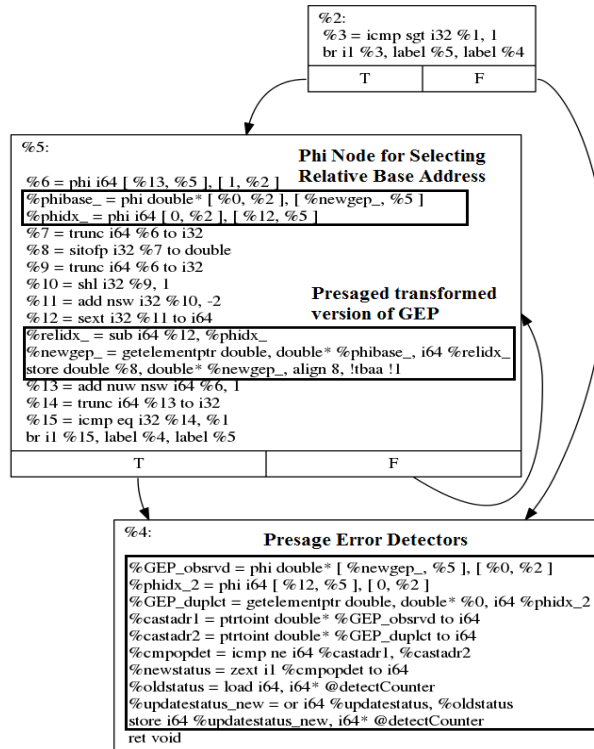 %2:
%3 = icmp sgt i32 %1, 1
br i1 %3, label %5, label %4
T
F
%5:
Phi Node for Selecting
Relative Base Address
%6 = phi i64 [ %13, %5 ], [ 1, %2 ]
%phibase_ = phi double* [ %0, %2 ], [ %newgep_, %5 ]
%phidx_ = phi i64 [ 0, %2 ], [ %12, %5 ]
%7 = trunc i64 %6 to i32
%8 = sitofp i32 %7 to double
%9 = trunc i64 %6 to i32
%10 = shl i32 %9, 1
%11 = add nsw i32 %10, -2
%12 = sext i32 %11 to i64
Presaged transformed
version of GEP
%relidx_ = sub i64 %12, %phidx_
%newgep_ = getelementptr double, double* %phibase_, i64 %relidx_
store double %8, double* %newgep_, align 8, !tbaa !1
%13 = add nuw nsw i64 %6, 1
%14 = trunc i64 %13 to i32
%15 = icmp eq i32 %14, %1
br i1 %15, label %4, label %5
T
F
%4:
Presage Error Detectors
%GEP_obsrvd = phi double* [ %newgep_, %5 ], [ %0, %2 ]
%phidx_2 = phi i64 [ %12, %5 ], [ 0, %2 ]
%GEP_duplct = getelementptr double, double* %0, i64 %phidx_2
%castadr1 = ptrtoint double* %GEP_obsrvd to i64
%castadr2 = ptrtoint double* %GEP_duplct to i64
%cmpopdet = icmp ne i64 %castadr1, %castadr2
%newstatus = zext i1 %cmpopdet to i64
%oldstatus = load i64, i64* @detectCounter
%updatestatus_new = or i64 %updatestatus, %oldstatus
store i64 %updatestatus_new, i64* @detectCounter
ret void